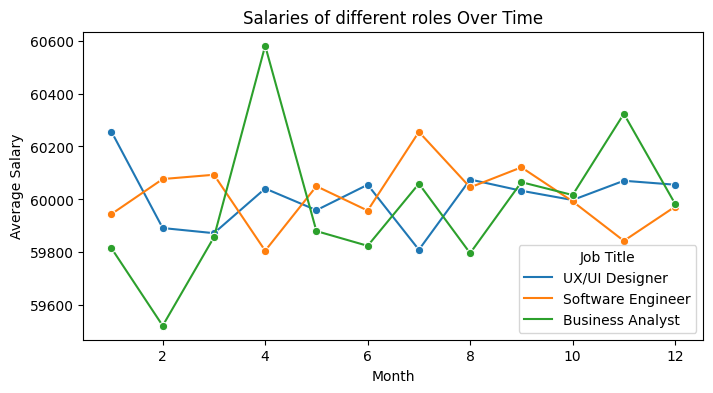 Salaries of different roles Over Time
Average Salary
60600
60400
60200
60000
59800
59600
2
4
6
8
10
12
Month
Job Title
UX/UI Designer
Software Engineer
Business Analyst